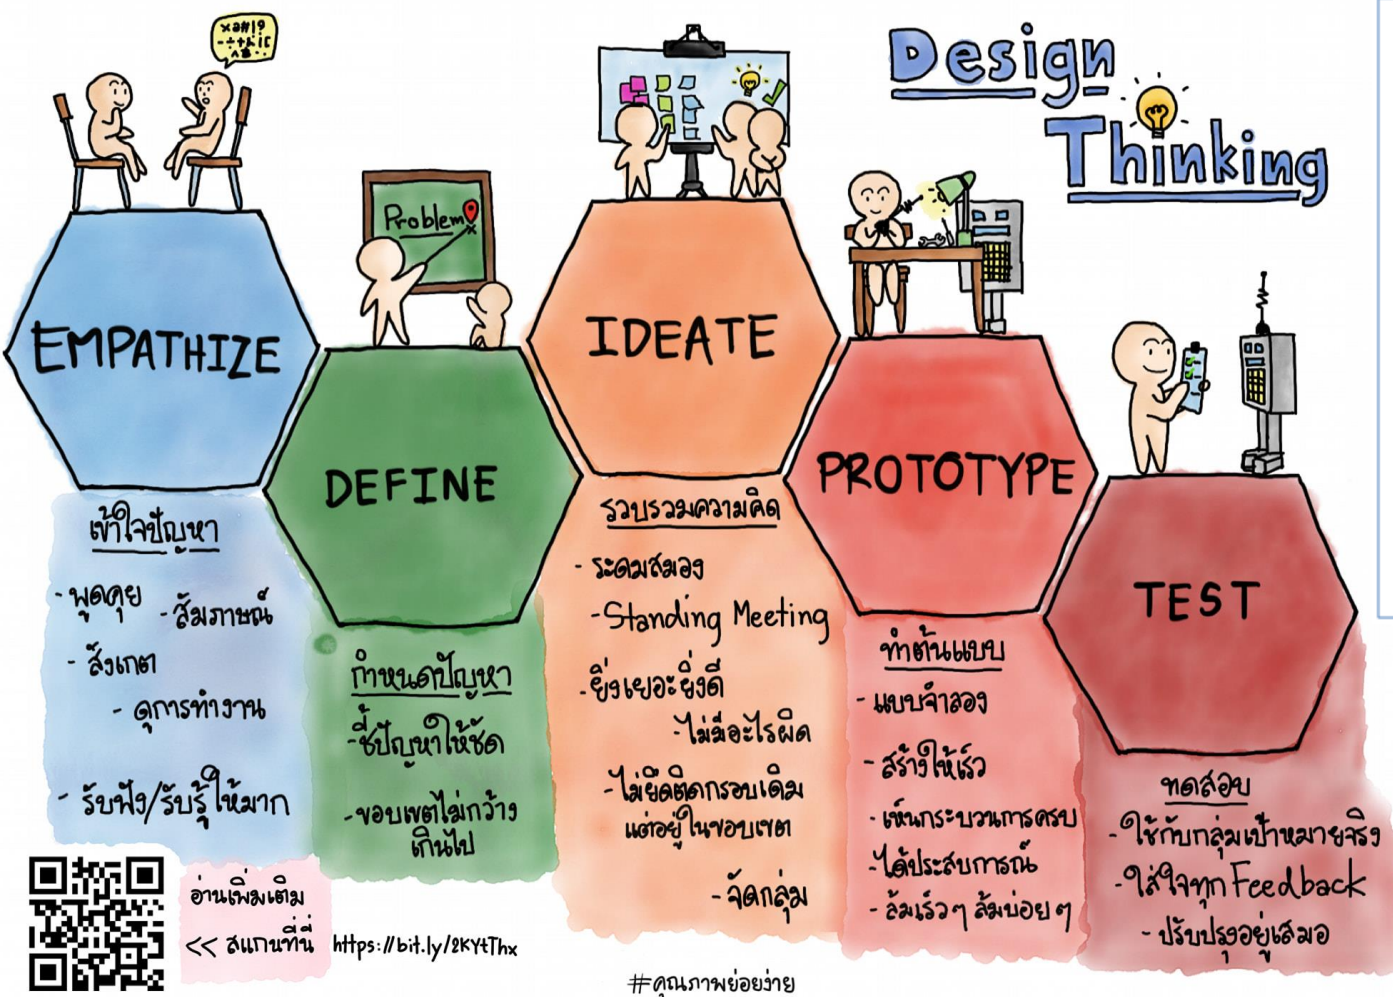 Design
Thinking
Problem
EMPATHIZE
เข้าใจปัญหา
- พูดคุย
- สัมภาษณ์
- สังเกต
- ดูการทำงาน
- รับฟัง/รับรู้ให้มาก
DEFINE
กำหนดปัญหา
- ชี้ปัญหาให้ชัด
- ขอบเขตไม่กว้าง
เกินไป
IDEATE
รวบรวมความคิด
- ระดมสมอง
- Standing Meeting
- ยิ่งเยอะยิ่งดี
- ไม่มีอะไรผิด
- ไม่ยึดติดกรอบเดิม
แต่อยู่ในขอบเขต
- จัดกลุ่ม
PROTOTYPE
ทำต้นแบบ
- แบบจำลอง
- สร้างให้เร็ว
- เห็นกระบวนการครบ
- ได้ประสบการณ์
- ล้มเร็วๆ ล้มบ่อยๆ
TEST
ทดสอบ
- ใช้กับกลุ่มเป้าหมายจริง
- ใส่ใจทุก Feedback
- ปรับปรุงอยู่เสมอ
อ่านเพิ่มเติม
<< สแกนที่นี่ https://bit.ly/2KYtThx
#คุณภาพย่อยง่าย